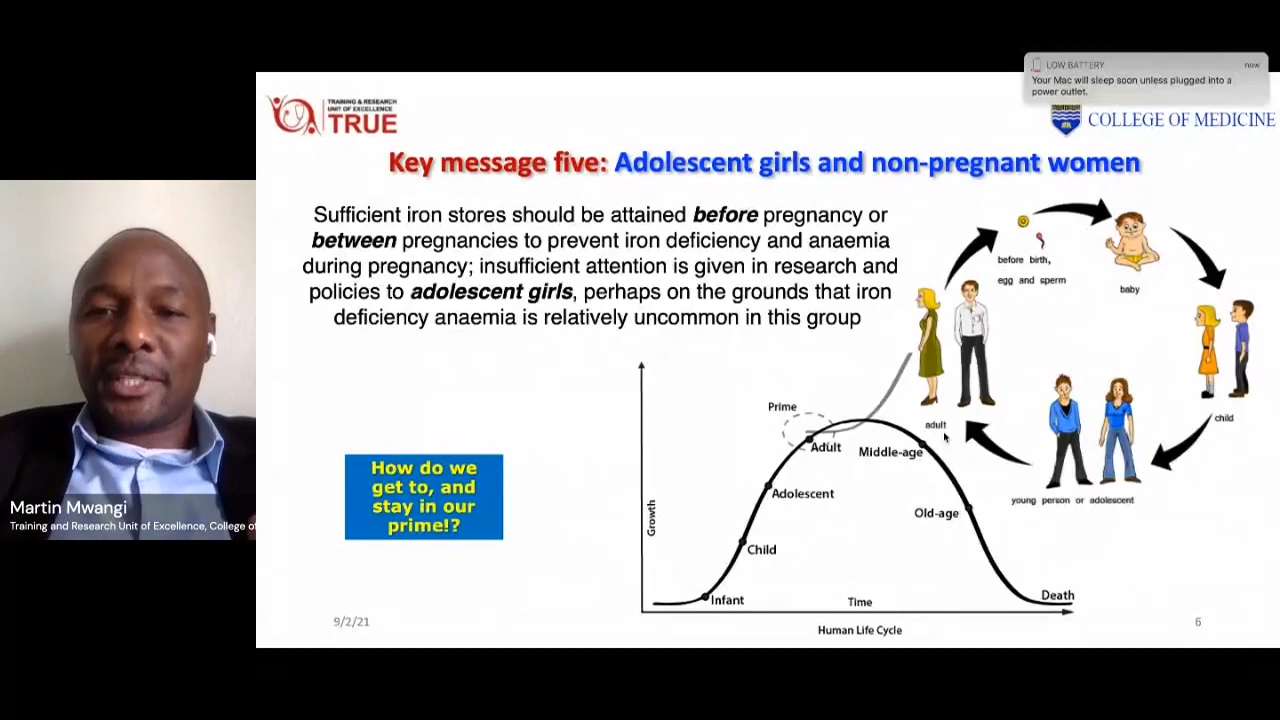 LOW BATTERY now
Your Mac will sleep soon unless plugged into a
power outlet.
TRAINING & RESEARCH
UNIT OF EXCELLENCE
TRUE
COLLEGE OF MEDICINE
Key message five: Adolescent girls and non-pregnant women
Sufficient iron stores should be attained before pregnancy or
between pregnancies to prevent iron deficiency and anaemia
during pregnancy; insufficient attention is given in research and
policies to adolescent girls, perhaps on the grounds that iron
deficiency anaemia is relatively uncommon in this group
before birth,
egg and sperm
baby
child
young person or adolescent
adult
How do we
get to, and
stay in our
prime!?
Growth
Prime
Adult
Middle-age
Adolescent
Old-age
Child
Infant
Time
Death
Human Life Cycle
Martin Mwangi
Training and Research Unit of Excellence, College of
9/2/21
6